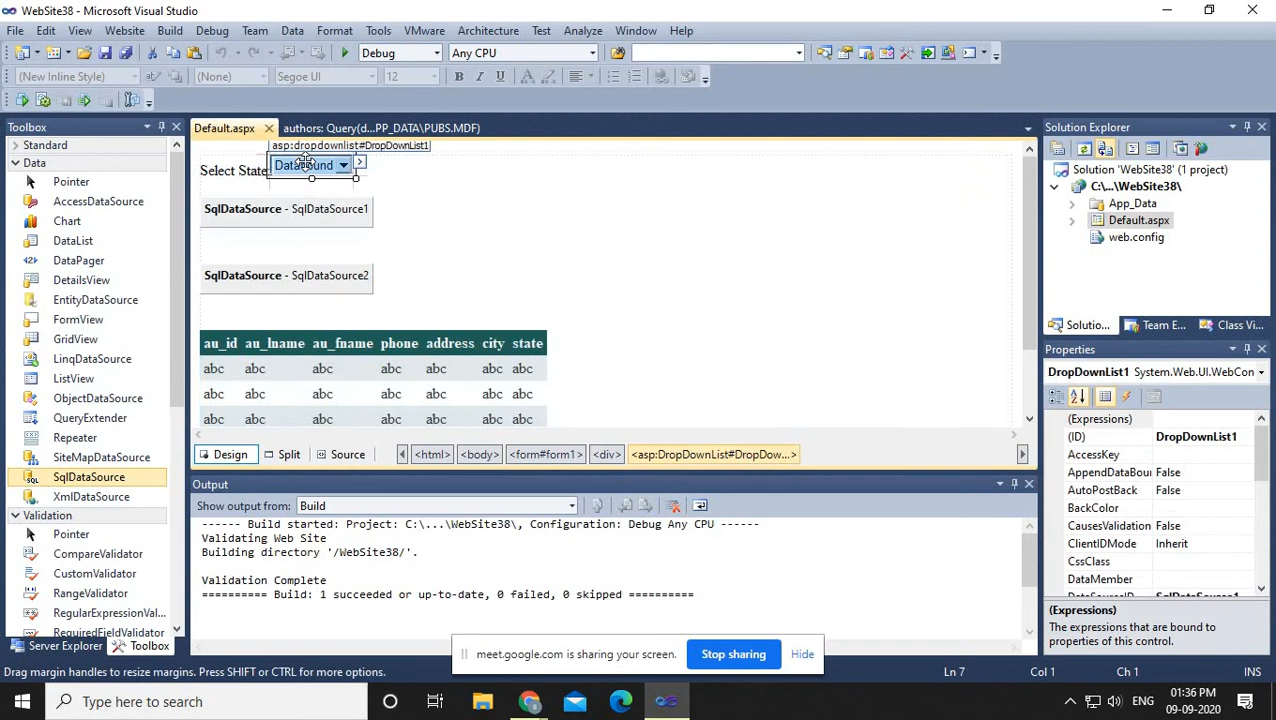 WebSite38 - Microsoft Visual Studio
File Edit View Website Build Debug Team Data Format Tools VMware Architecture Test Analyze Window Help
Debug Any CPU
(New Inline Style) (None) Segoe UI 12
Toolbox
Standard
Data
Pointer
AccessDataSource
Chart
DataList
DataPager
DetailsView
EntityDataSource
FormView
GridView
LinqDataSource
ListView
ObjectDataSource
QueryExtender
Repeater
SiteMapDataSource
SqlDataSource
XmlDataSource
Validation
Pointer
CompareValidator
CustomValidator
RangeValidator
RegularExpressionVal...
RequiredFieldValidator
Server Explorer Toolbox
Default.aspx authors: Query(d...PP_DATA\PUBS.MDF)
asp:dropdownlist#DropDownList1
Select State
SqlDataSource - SqlDataSource1
SqlDataSource - SqlDataSource2
au_id au_lname au_fname phone address city state
abc abc abc abc abc abc abc
abc abc abc abc abc abc abc
abc abc abc abc abc abc abc
Design Split Source <html> <body> <form#form1> <div> <asp:DropDownList#DropDow...>
Output
Show output from: Build
------ Build started: Project: C:\...\WebSite38\, Configuration: Debug Any CPU ------
Validating Web Site
Building directory '/WebSite38/'.
Validation Complete
========== Build: 1 succeeded or up-to-date, 0 failed, 0 skipped ==========
Solution Explorer
Solution 'WebSite38' (1 project)
C:\...\WebSite38\
App_Data
Default.aspx
web.config
Solutio... Team E... Class Vi...
Properties
DropDownList1 System.Web.UI.WebCon
(Expressions)
(ID) DropDownList1
AccessKey
AppendDataBou False
AutoPostBack False
BackColor
CausesValidation False
ClientIDMode Inherit
CssClass
DataMember
DataSourceID SqlDataSource1
(Expressions)
The expressions that are bound to properties of this control.
meet.google.com is sharing your screen. Stop sharing Hide
Drag margin handles to resize margins. Press SHIFT or CTRL for more options. Ln 7 Col 1 Ch 1 INS
Type here to search
ENG
01:36 PM
09-09-2020